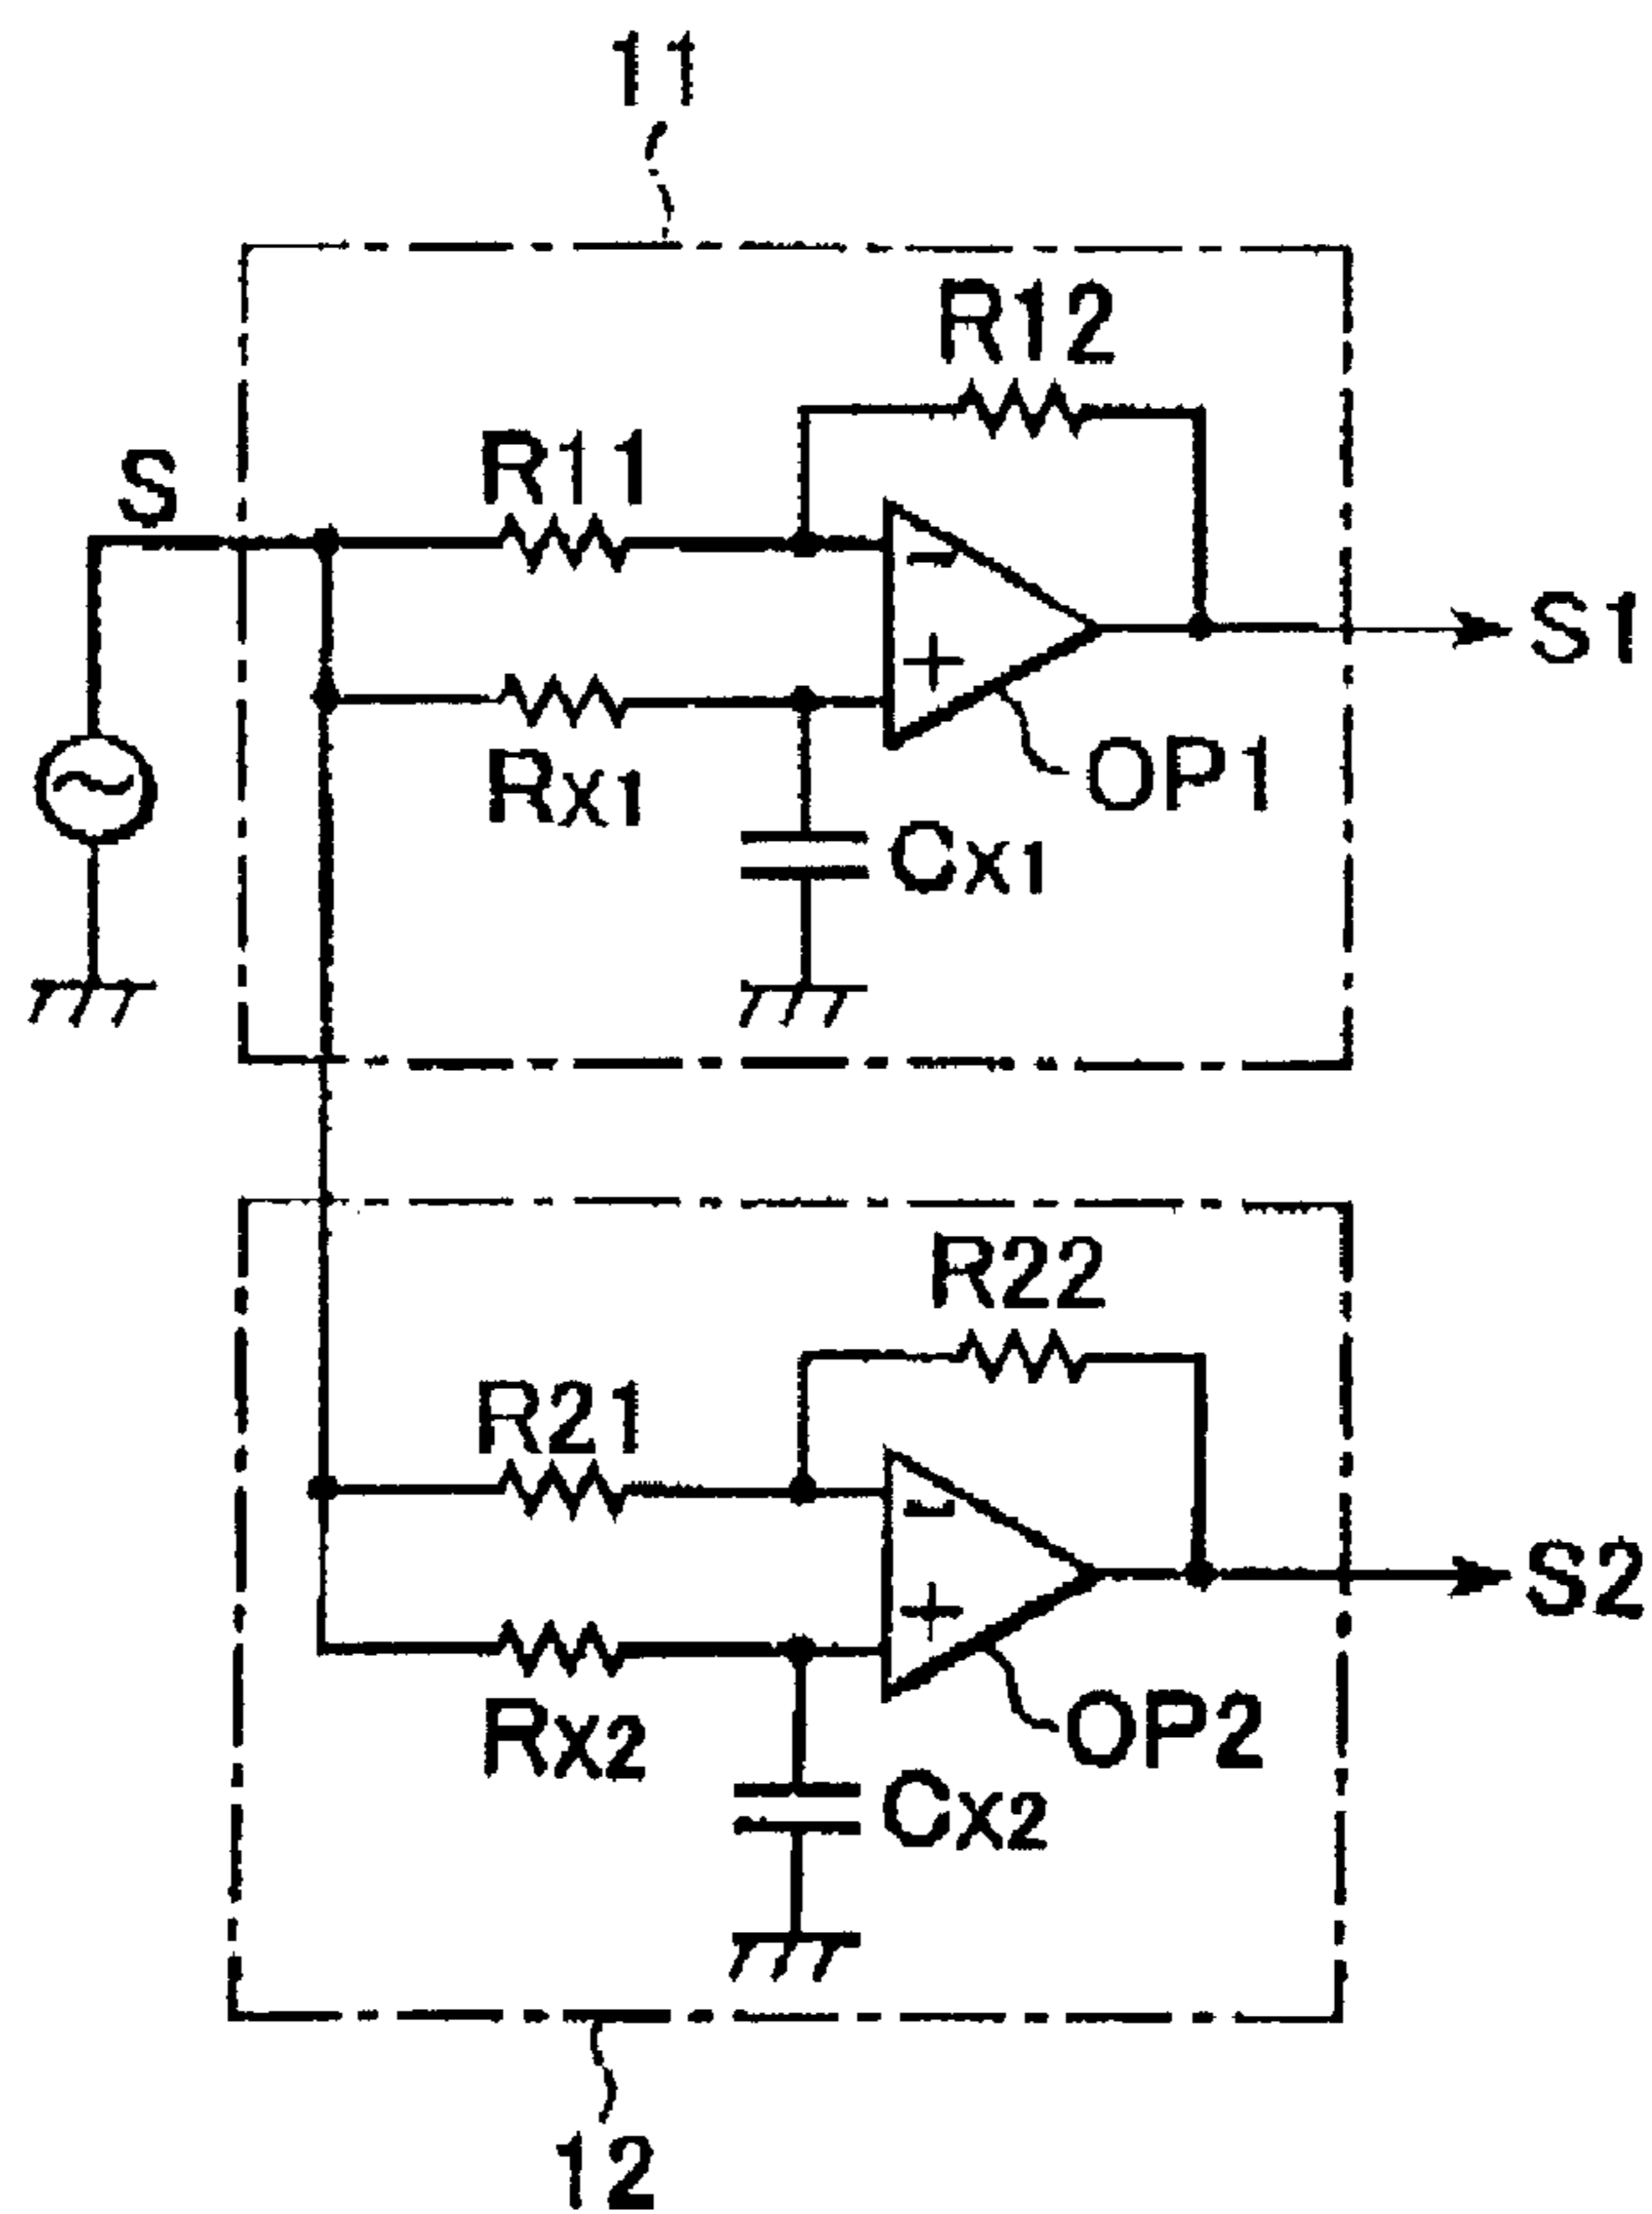 11
R12
R11
S
S1
−
+
Rx1
OP1
Cx1
R22
R21
S2
−
+
Rx2
OP2
Cx2
12